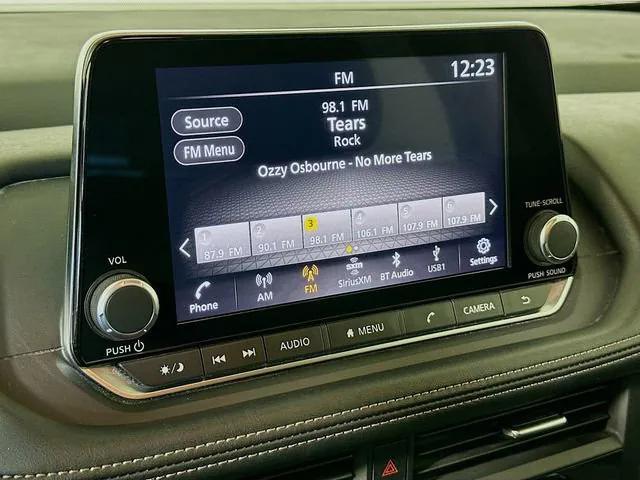 FM 12:23
98.1 FM
Source
Tears
Rock
FM Menu
Ozzy Osbourne - No More Tears
1 2 3 4 5 6
87.9 FM 90.1 FM 98.1 FM 106.1 FM 107.9 FM 107.9 FM
Phone AM FM SiriusXM BT Audio USB1 Settings
sxm
VOL
PUSH
TUNE·SCROLL
PUSH SOUND
AUDIO MENU CAMERA